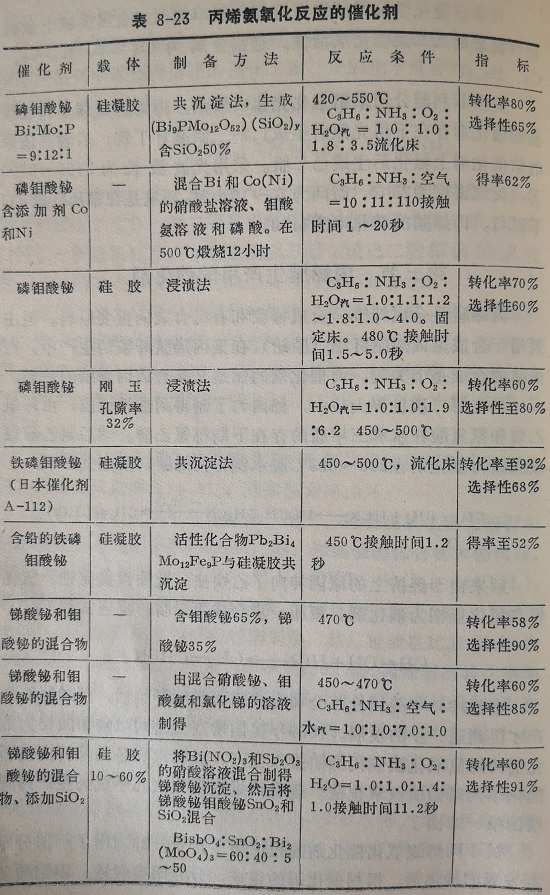 表 8-23 丙烯氨氧化反应的催化剂
催化剂 载体 制备方法 反应条件 指标
磷钼酸铋
Bi:Mo:P
=9:12:1
硅凝胶
共沉淀法，生成
(Bi₉PMo₁₂O₅₂)(SiO₂)y
含SiO₂50%
420～550℃
C₃H₆：NH₃：O₂：
H₂O汽＝1.0：1.0：
1.8：3.5流化床
转化率80%
选择性65%
磷钼酸铋
含添加剂Co
和Ni
—
混合Bi和Co(Ni)
的硝酸盐溶液、钼酸
氨溶液和磷酸。在
500℃煅烧12小时
C₃H₆：NH₃：空气
＝10：11：110接触
时间1～20秒
得率62%
磷钼酸铋
硅胶
浸渍法
C₃H₆：NH₃：O₂：
H₂O汽＝1.0:1.1:1.2
～1.8:1.0～4.0。固
定床。480℃接触时
间1.5～5.0秒
转化率70%
选择性60%
磷钼酸铋
刚玉
孔隙率
32%
浸渍法
C₃H₆：NH₃：O₂：
H₂O汽＝1.0:1.0:1.9
:6.2 450～500℃
转化率60%
选择性至80%
铁磷钼酸铋
（日本催化剂
A-112）
硅凝胶
共沉淀法
450～500℃，流化床
转化率至92%
选择性68%
含铅的铁磷
钼酸铋
硅凝胶
活性化合物Pb₂Bi₄
Mo₁₂Fe₉P与硅凝胶共
沉淀
450℃接触时间1.2
秒
得率至52%
锑酸铋和钼
酸铋的混合物
—
含钼酸铋65%，锑
酸铋35%
470℃
转化率58%
选择性90%
锑酸铋和钼
酸铋的混合物
—
由混合硝酸铋、钼
酸氨和氯化锑的溶液
制得
450～470℃
C₃H₆：NH₃：空气：
水汽＝1.0:1.0:7.0:1.0
转化率60%
选择性85%
锑酸铋和钼
酸铋的混合
物、添加SiO₂
硅胶
10～60%
将Bi(NO₂)₃和Sb₂O₃
的硝酸溶液混合制得
锑酸铋沉淀、然后将
锑酸铋钼酸铋SnO₂和
SiO₂混合
BisbO₄：SnO₂：Bi₂
(MoO₄)₃＝60：40：5
～50
C₃H₆：NH₃：O₂：
H₂O＝1.0:1.0:1.4:
1.0接触时间11.2秒
转化率60%
选择性91%